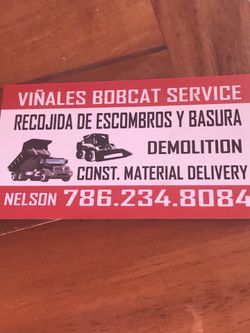 VIÑALES BOBCAT SERVICE
RECOJIDA DE ESCOMBROS Y BASURA
DEMOLITION
CONST. MATERIAL DELIVERY
NELSON 786.234.8084